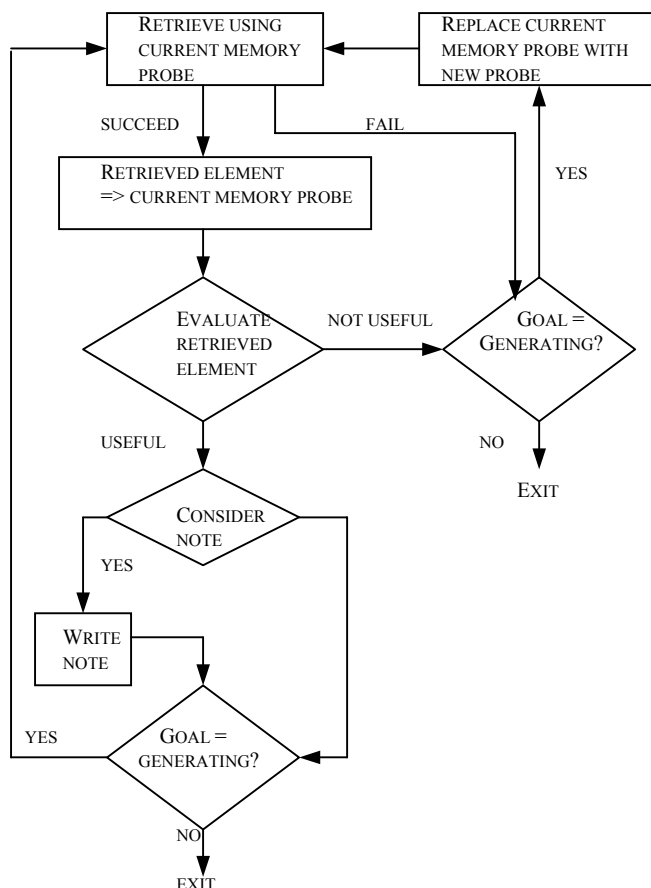 RETRIEVE USING
CURRENT MEMORY
PROBE
REPLACE CURRENT
MEMORY PROBE WITH
NEW PROBE
SUCCEED
FAIL
YES
RETRIEVED ELEMENT
=> CURRENT MEMORY PROBE
EVALUATE
RETRIEVED
ELEMENT
NOT USEFUL
GOAL =
GENERATING?
USEFUL
NO
EXIT
CONSIDER
NOTE
YES
WRITE
NOTE
YES
GOAL =
GENERATING?
NO
EXIT